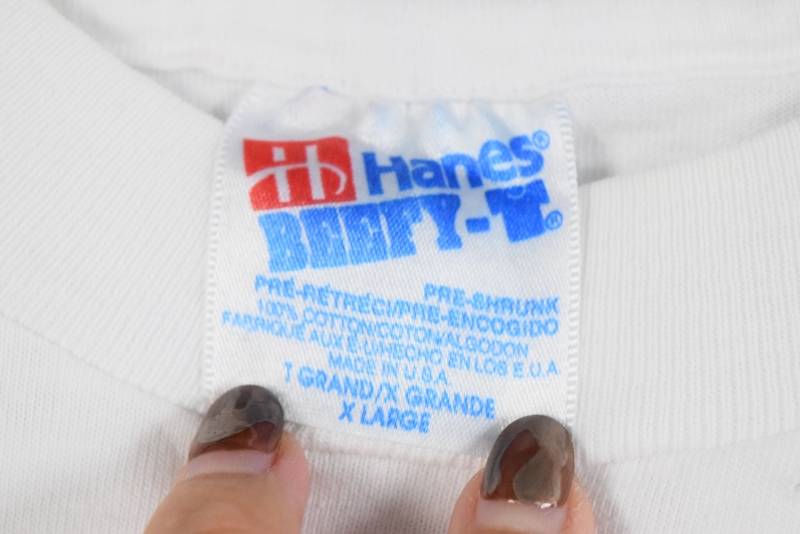 H Hanes®
BEEFY-T®
PRE-SHRUNK
PRÉ-RÉTRÉCI/PRE-ENCOGIDO
100% COTTON/COTON/ALGODON
FABRIQUÉ AUX É.U/HECHO EN LOS E.U.A.
MADE IN U.S.A.
T GRAND/X GRANDE
X LARGE